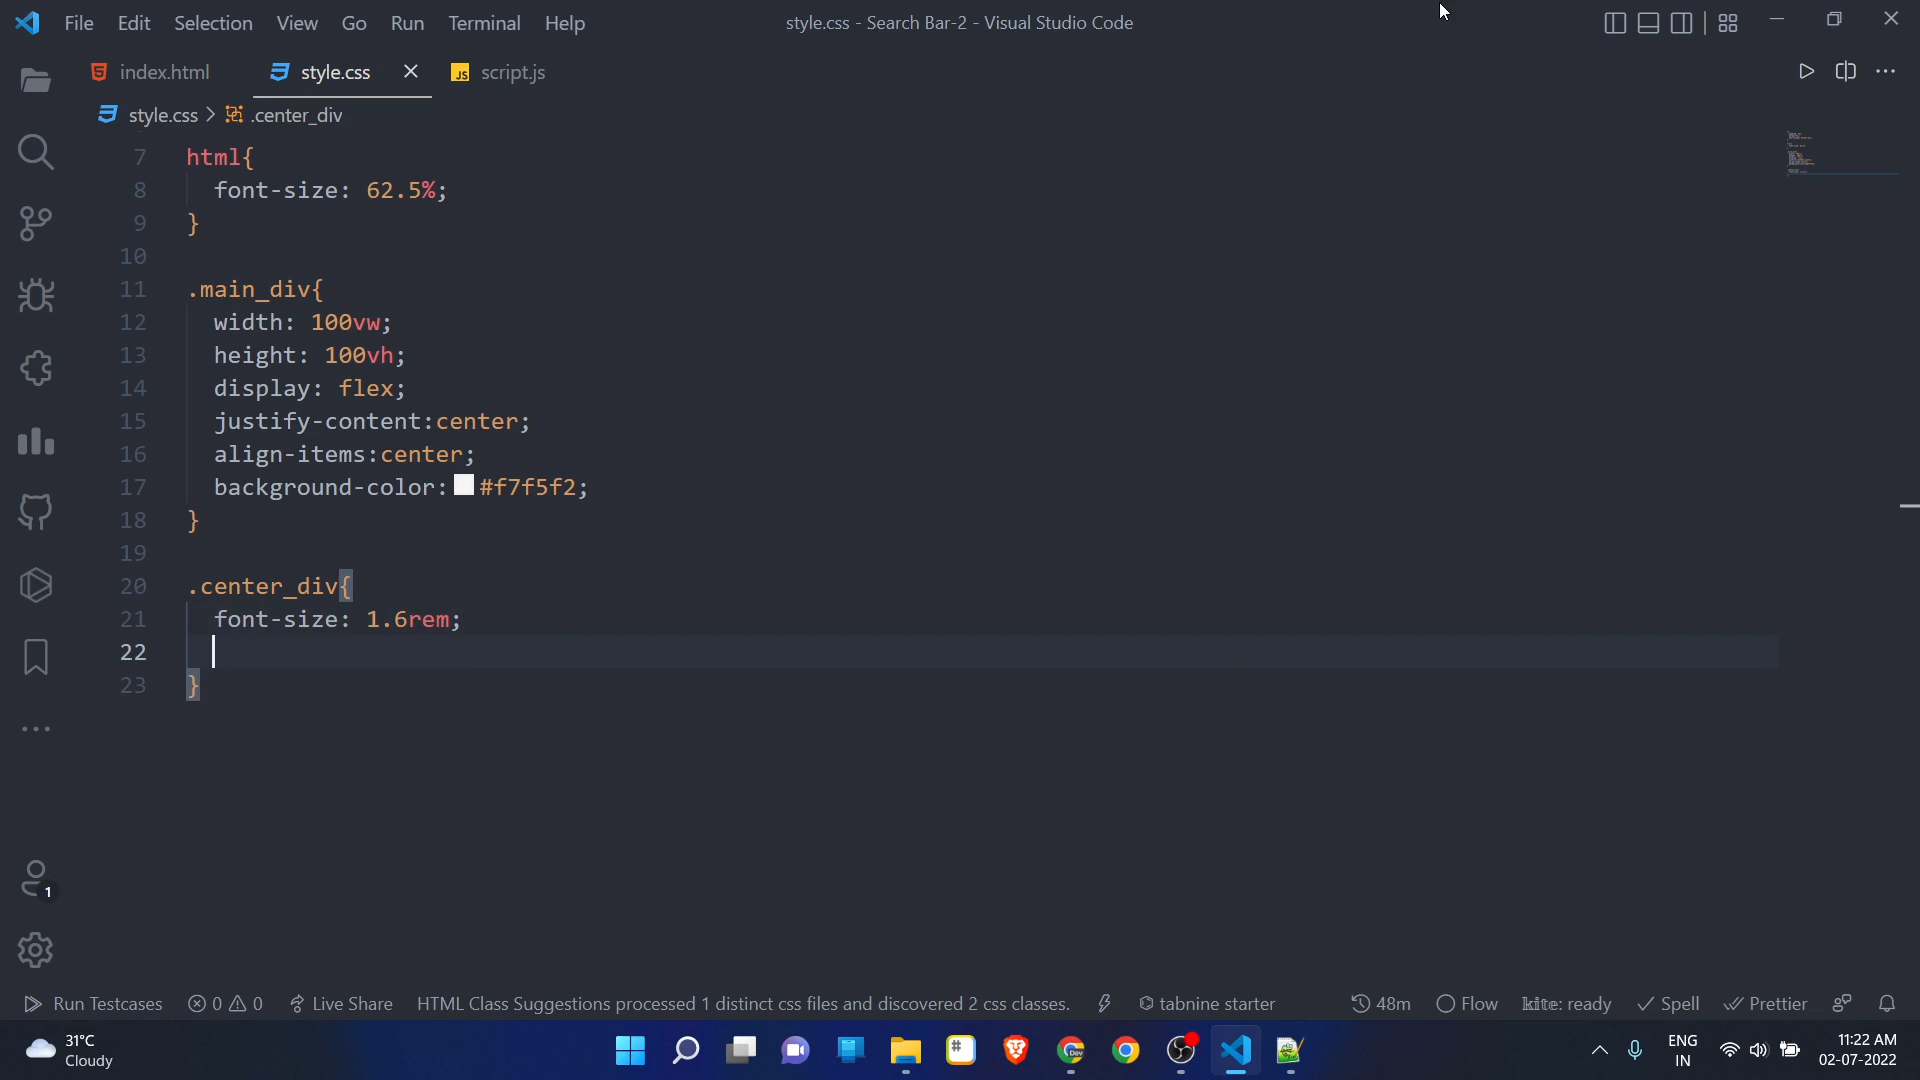 File Edit Selection View Go Run Terminal Help style.css - Search Bar-2 - Visual Studio Code
index.html style.css JS script.js
style.css > .center_div
7 html{
8 font-size: 62.5%;
9 }
10
11 .main_div{
12 width: 100vw;
13 height: 100vh;
14 display: flex;
15 justify-content:center;
16 align-items:center;
17 background-color: #f7f5f2;
18 }
19
20 .center_div{
21 font-size: 1.6rem;
22
23 }
1
Run Testcases 0 0 Live Share HTML Class Suggestions processed 1 distinct css files and discovered 2 css classes. tabnine starter 48m Flow kite: ready Spell Prettier
31°C
Cloudy
Dev
ENG
IN
11:22 AM
02-07-2022